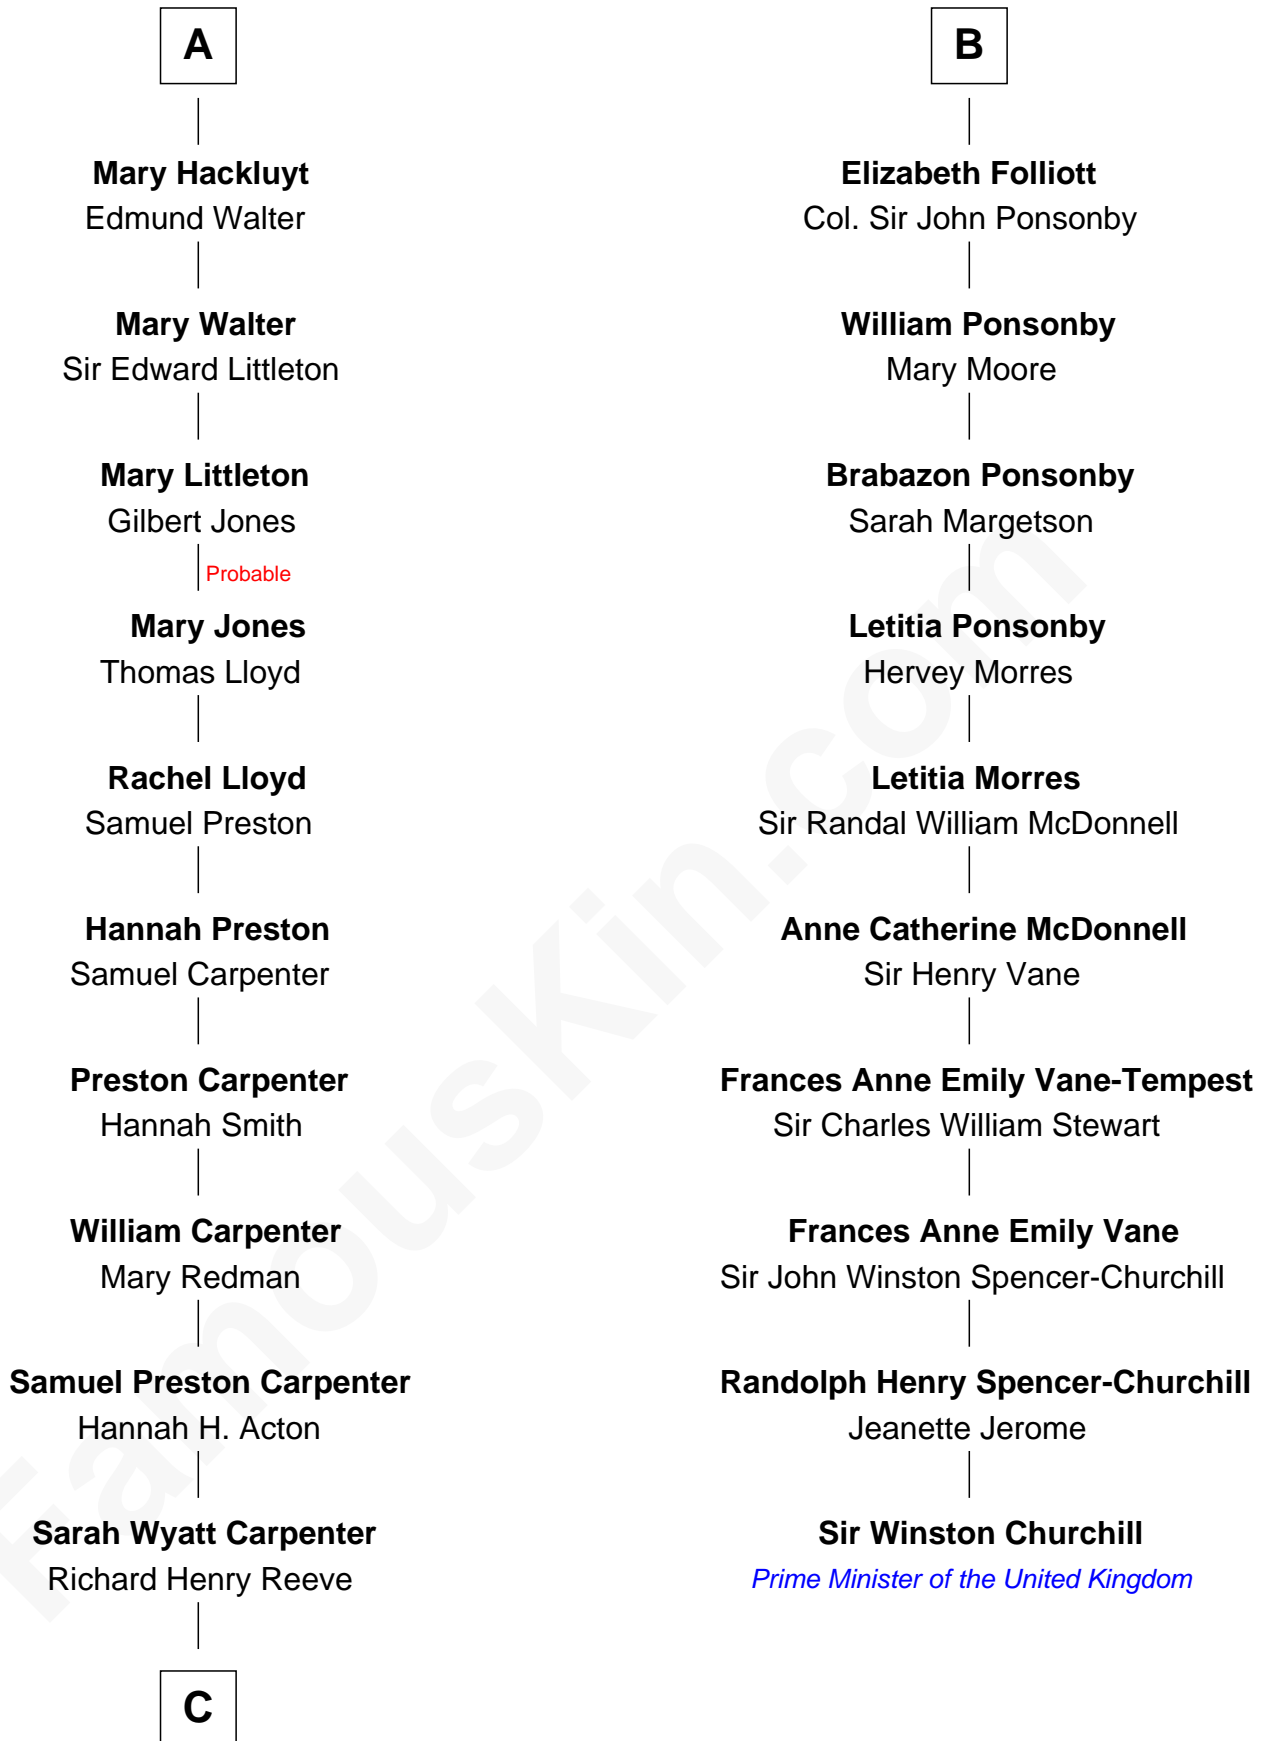 A
Mary Hackluyt
Edmund Walter
Mary Walter
Sir Edward Littleton
Mary Littleton
Gilbert Jones
Probable
Mary Jones
Thomas Lloyd
Rachel Lloyd
Samuel Preston
Hannah Preston
Samuel Carpenter
Preston Carpenter
Hannah Smith
William Carpenter
Mary Redman
Samuel Preston Carpenter
Hannah H. Acton
Sarah Wyatt Carpenter
Richard Henry Reeve
C
B
Elizabeth Folliott
Col. Sir John Ponsonby
William Ponsonby
Mary Moore
Brabazon Ponsonby
Sarah Margetson
Letitia Ponsonby
Hervey Morres
Letitia Morres
Sir Randal William McDonnell
Anne Catherine McDonnell
Sir Henry Vane
Frances Anne Emily Vane-Tempest
Sir Charles William Stewart
Frances Anne Emily Vane
Sir John Winston Spencer-Churchill
Randolph Henry Spencer-Churchill
Jeanette Jerome
Sir Winston Churchill
Prime Minister of the United Kingdom
FamousKin.com